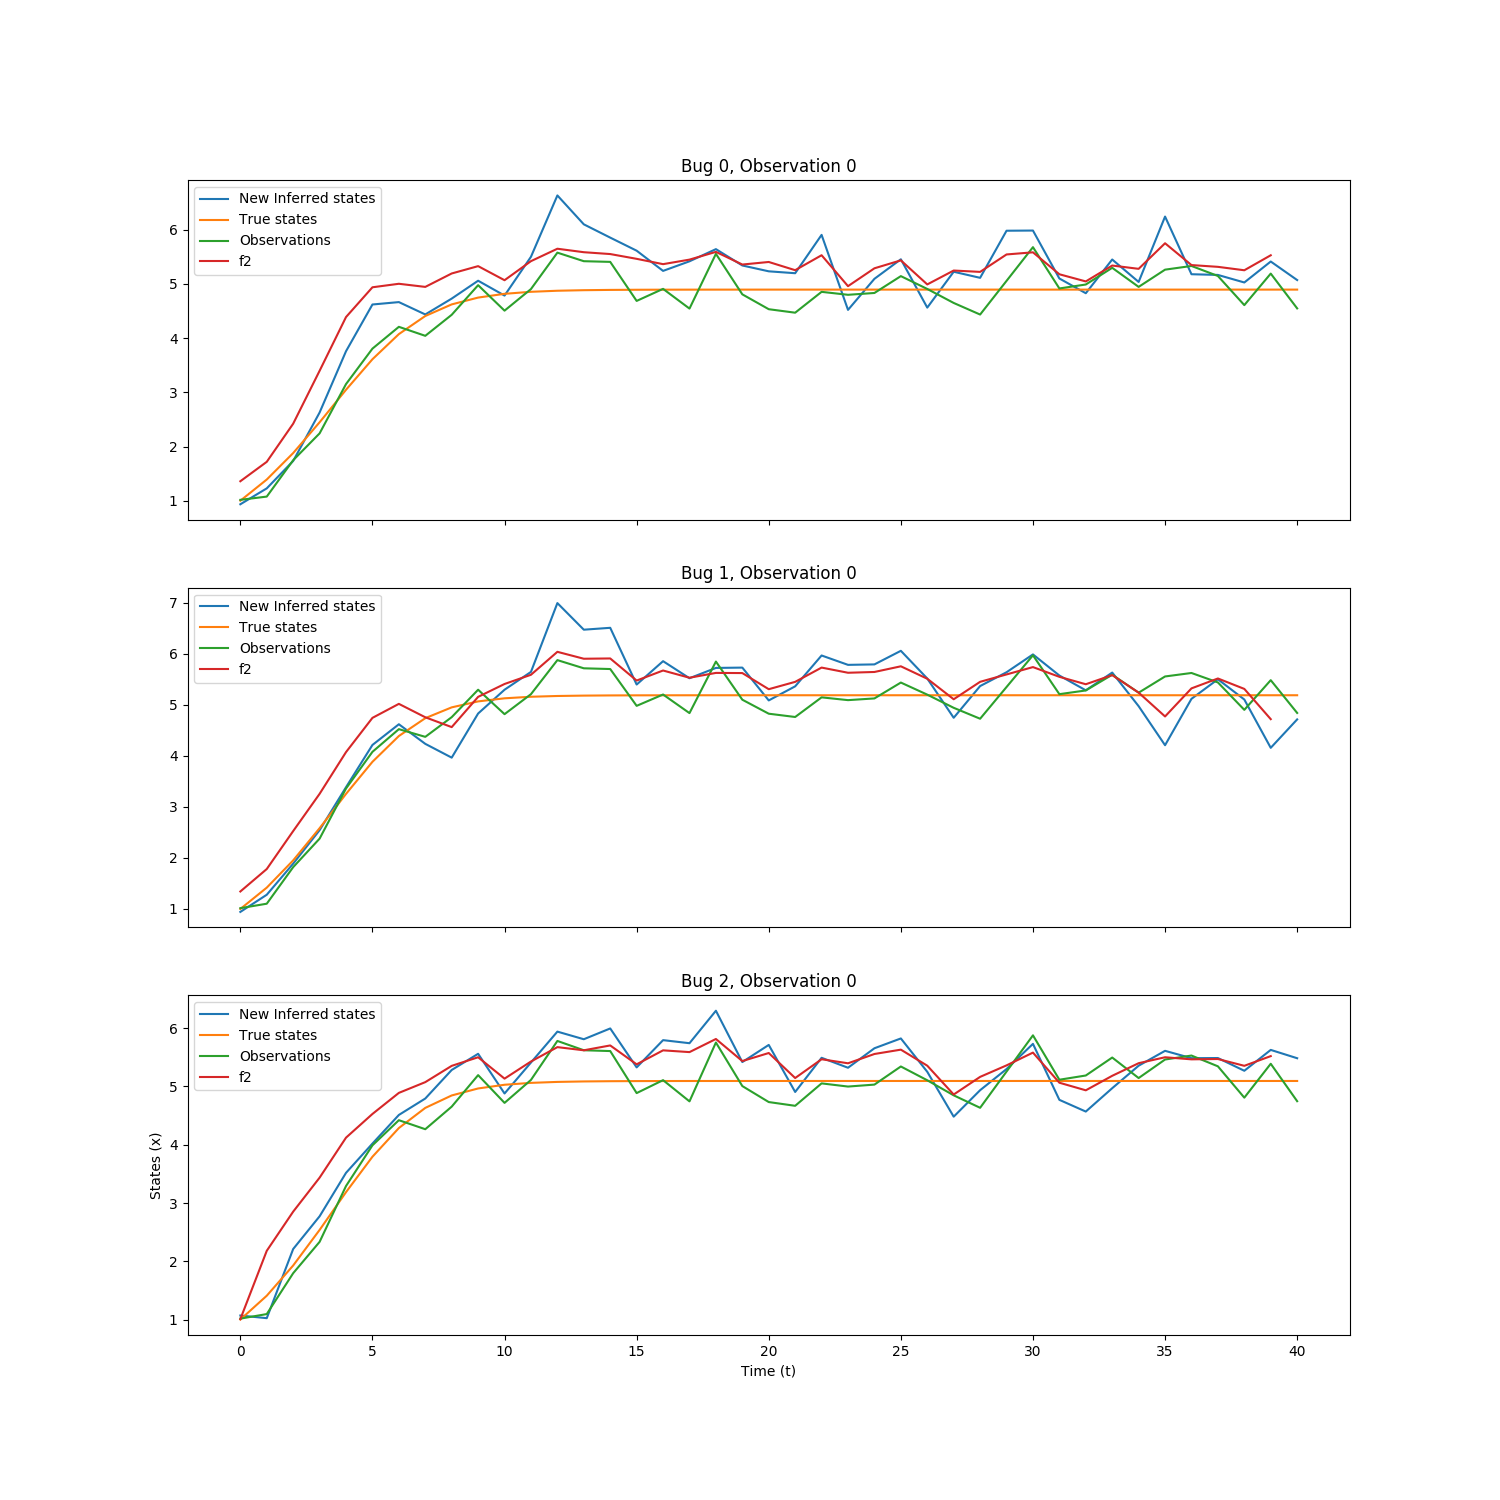 Bug 0, Observation 0
New Inferred states
True states
Observations
f2
6
5
4
3
2
1
Bug 1, Observation 0
New Inferred states
True states
Observations
f2
7
6
5
4
3
2
1
Bug 2, Observation 0
New Inferred states
True states
Observations
f2
6
5
4
3
2
1
States (x)
0 5 10 15 20 25 30 35 40
Time (t)